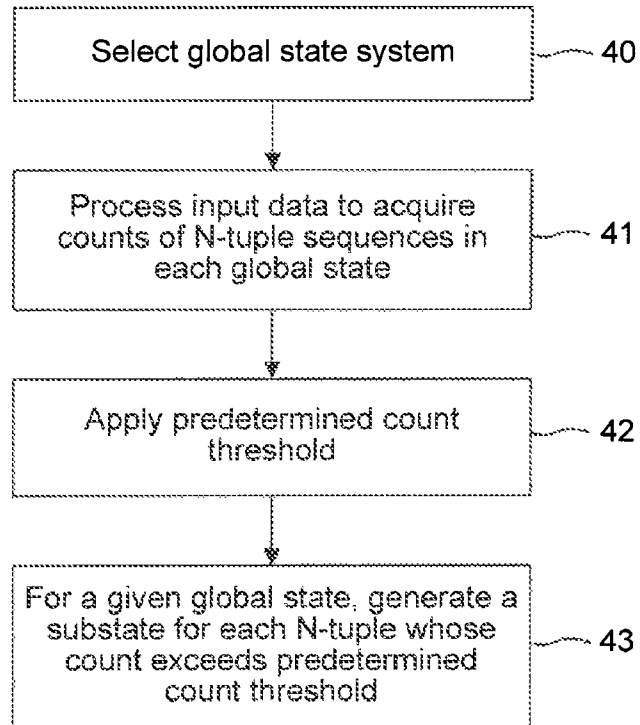 Select global state system
40
Process input data to acquire
counts of N-tuple sequences in
each global state
41
Apply predetermined count
threshold
42
For a given global state, generate a
substate for each N-tuple whose
count exceeds predetermined
count threshold
43